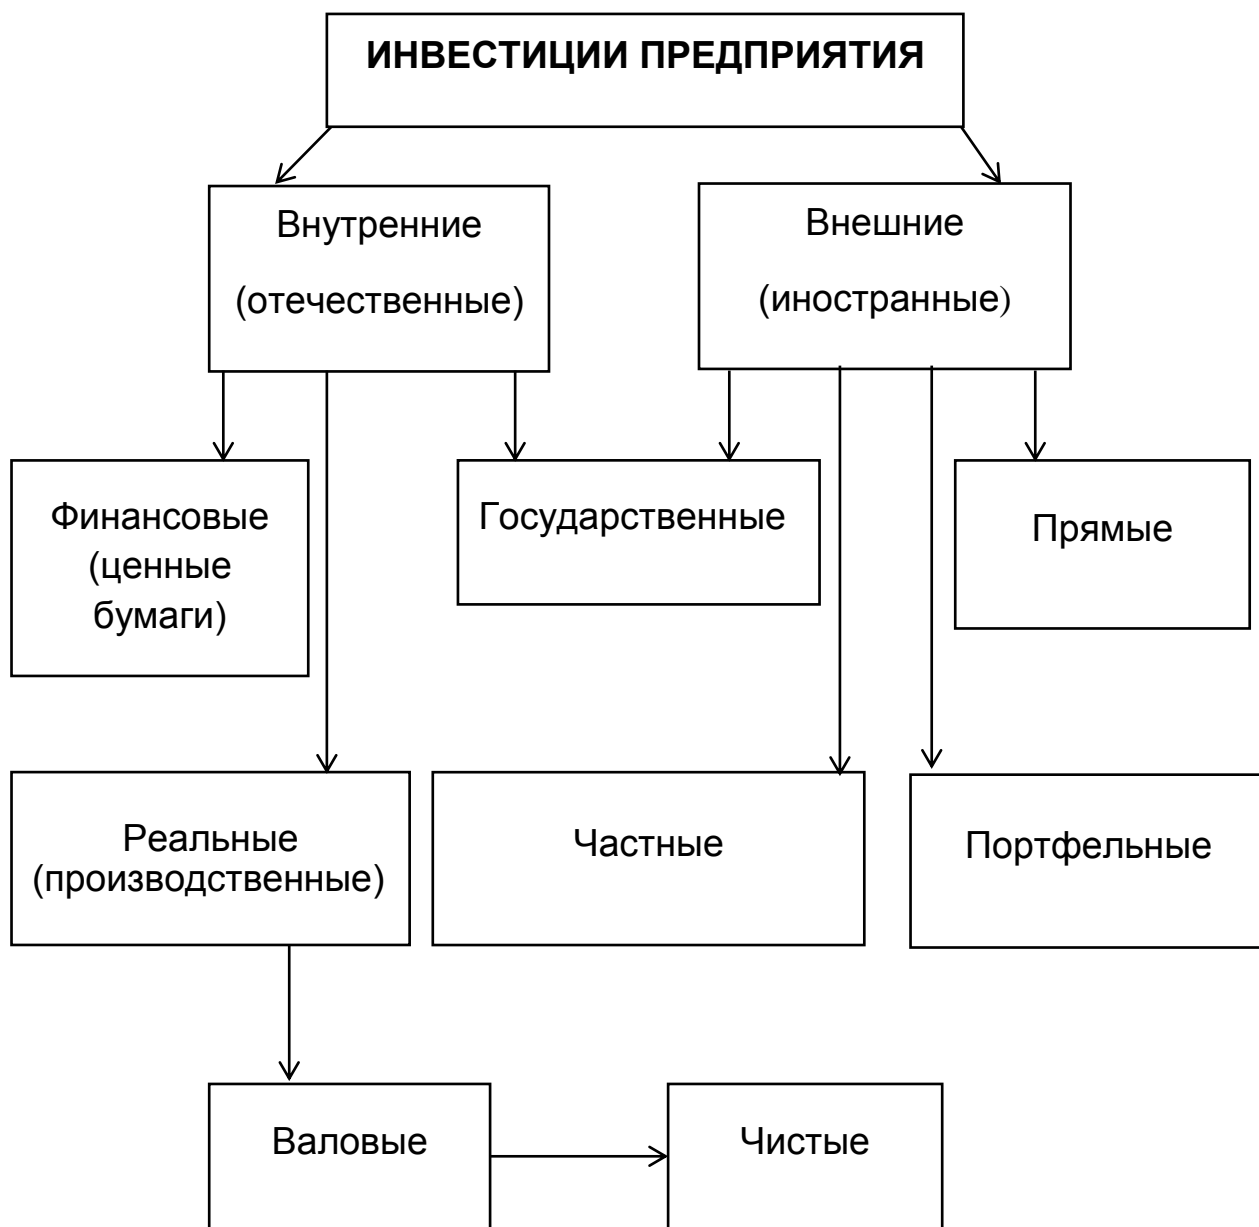 ИНВЕСТИЦИИ ПРЕДПРИЯТИЯ
Внутренние
(отечественные)
Внешние
(иностранные)
Финансовые
(ценные
бумаги)
Государственные
Прямые
Реальные
(производственные)
Частные
Портфельные
Валовые
Чистые